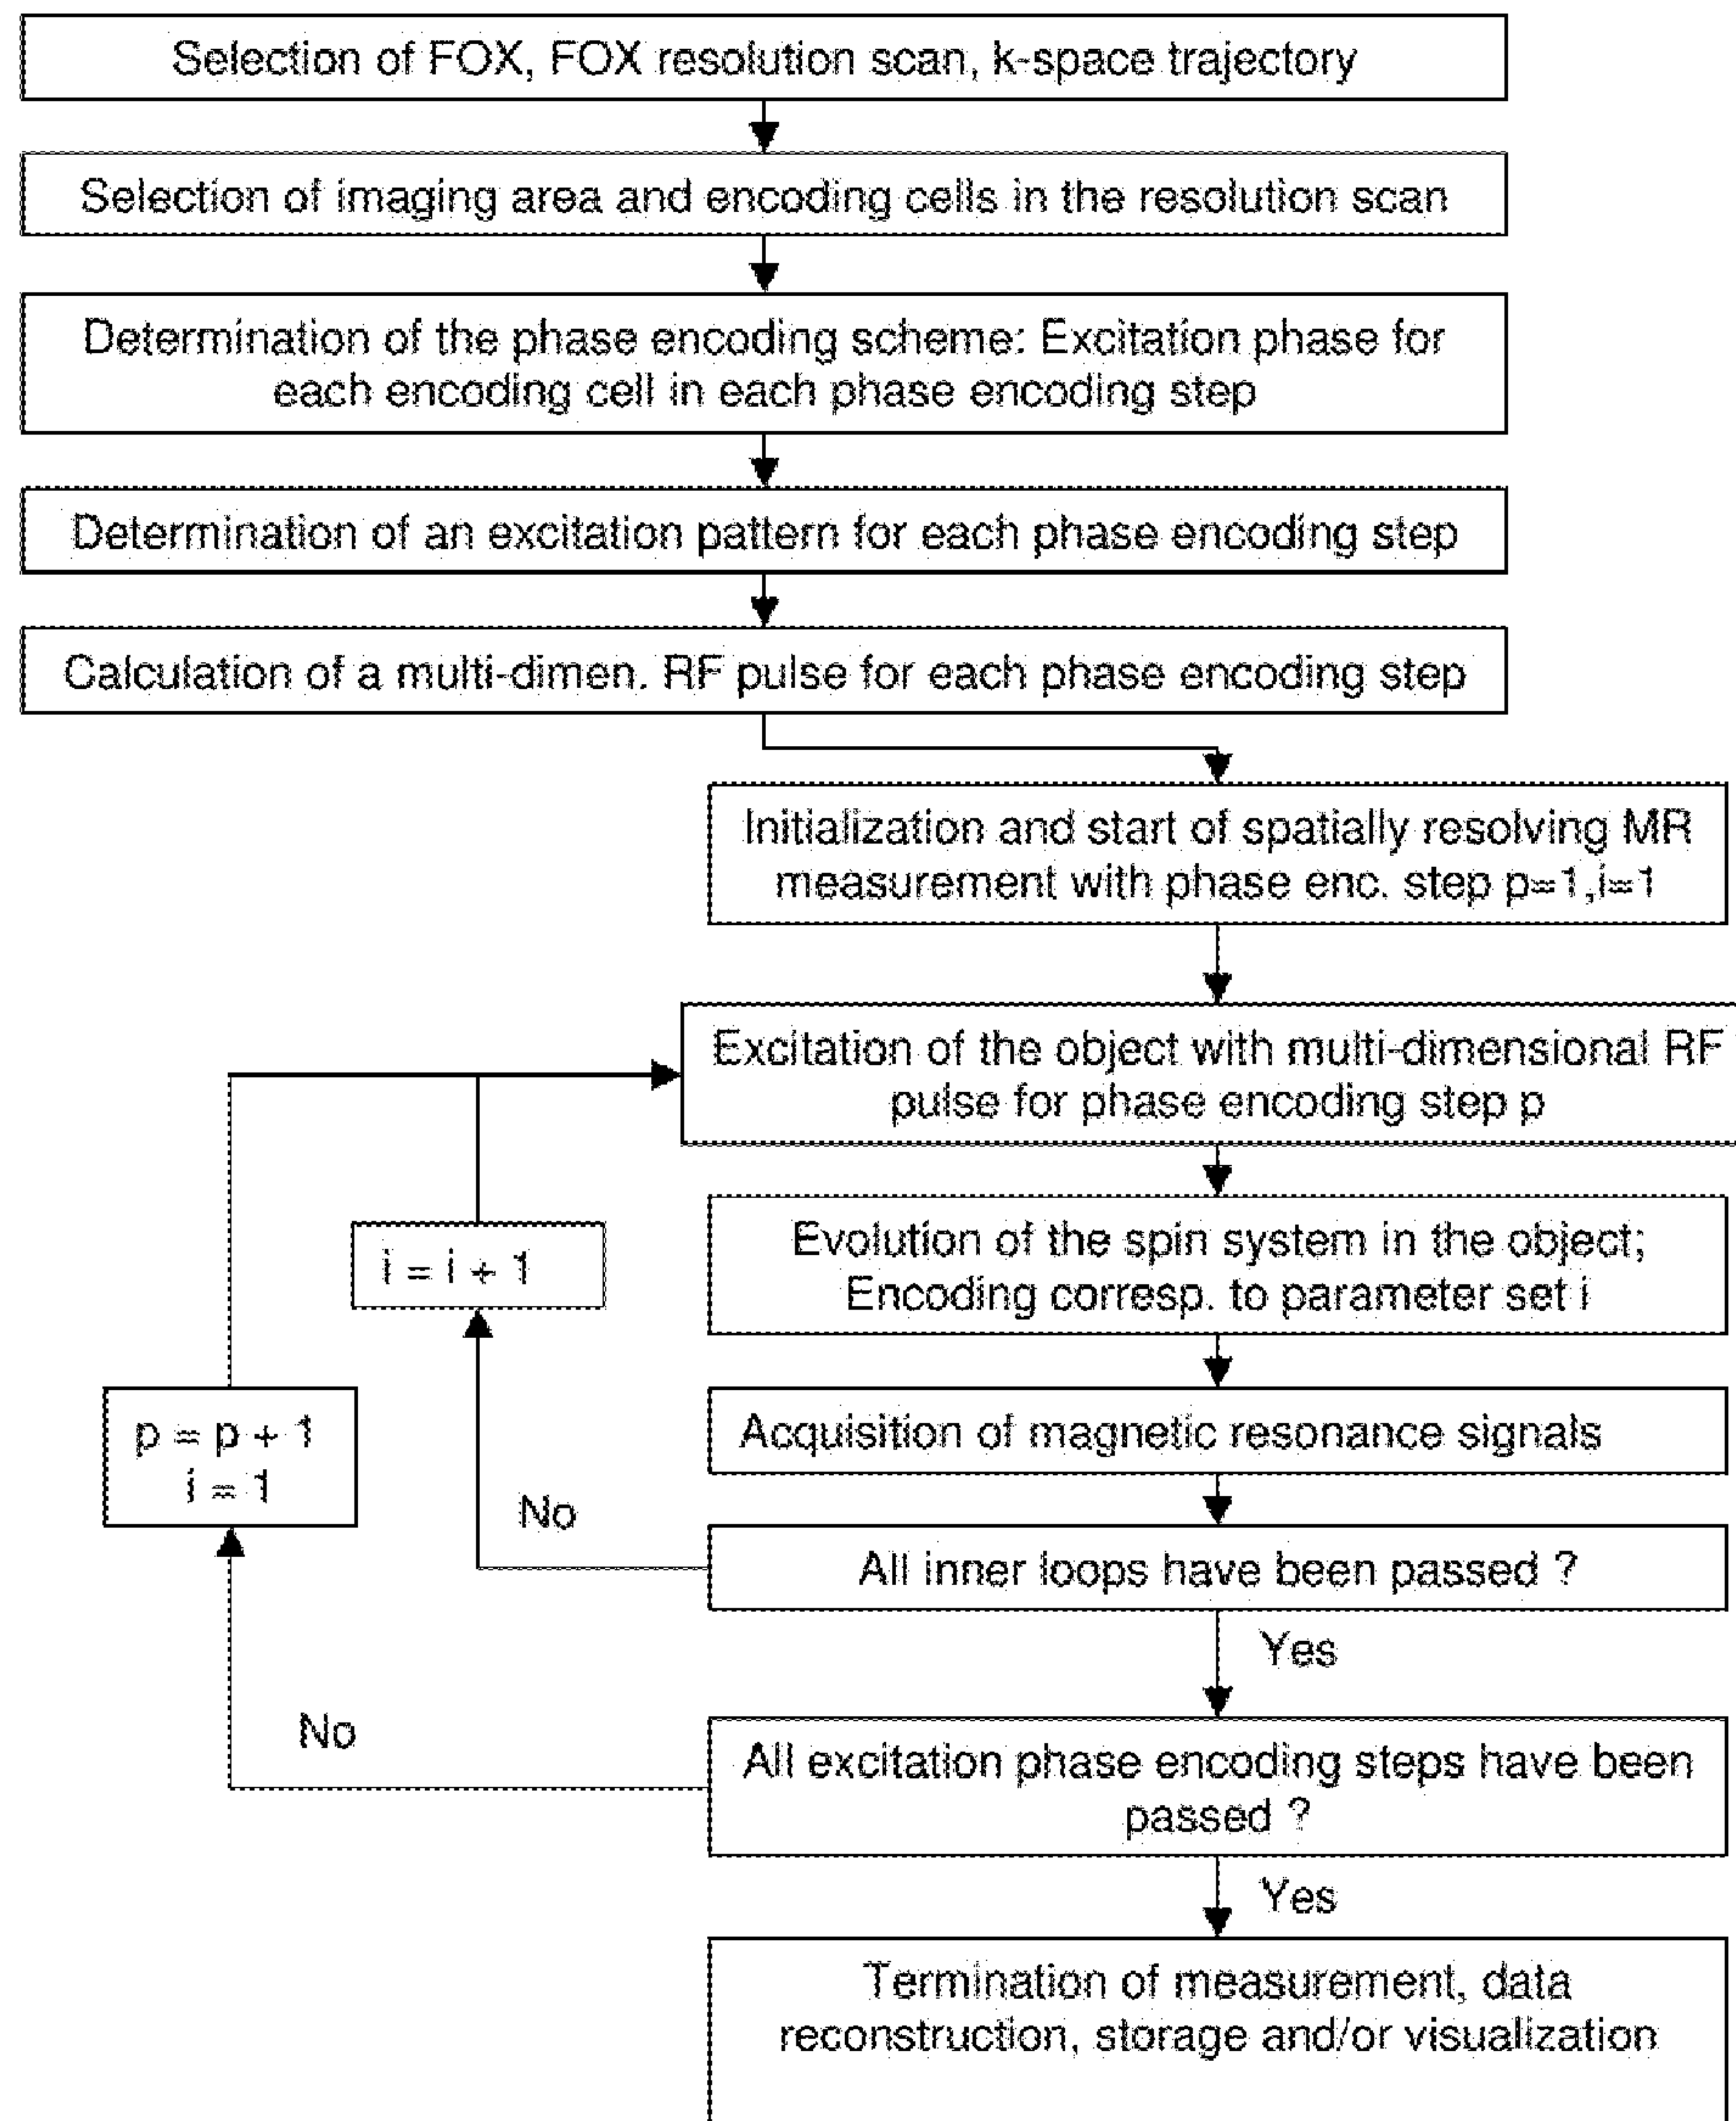 Selection of FOX, FOX resolution scan, k-space trajectory
Selection of imaging area and encoding cells in the resolution scan
Determination of the phase encoding scheme: Excitation phase for
each encoding cell in each phase encoding step
Determination of an excitation pattern for each phase encoding step
Calculation of a multi-dimen. RF pulse for each phase encoding step
Initialization and start of spatially resolving MR
measurement with phase enc. step p=1,i=1
Excitation of the object with multi-dimensional RF
pulse for phase encoding step p
Evolution of the spin system in the object;
Encoding corresp. to parameter set i
i = i + 1
Acquisition of magnetic resonance signals
p = p + 1
i = 1
No
All inner loops have been passed ?
Yes
No
All excitation phase encoding steps have been
passed ?
Yes
Termination of measurement, data
reconstruction, storage and/or visualization